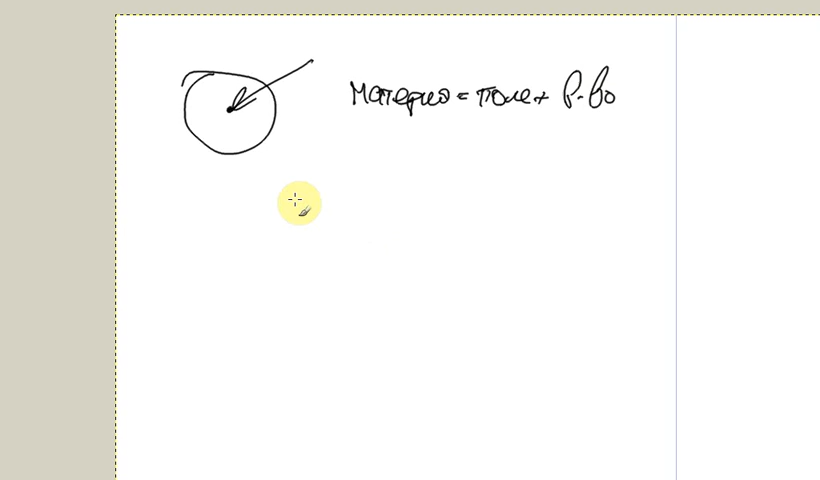 материя = поле + В-во